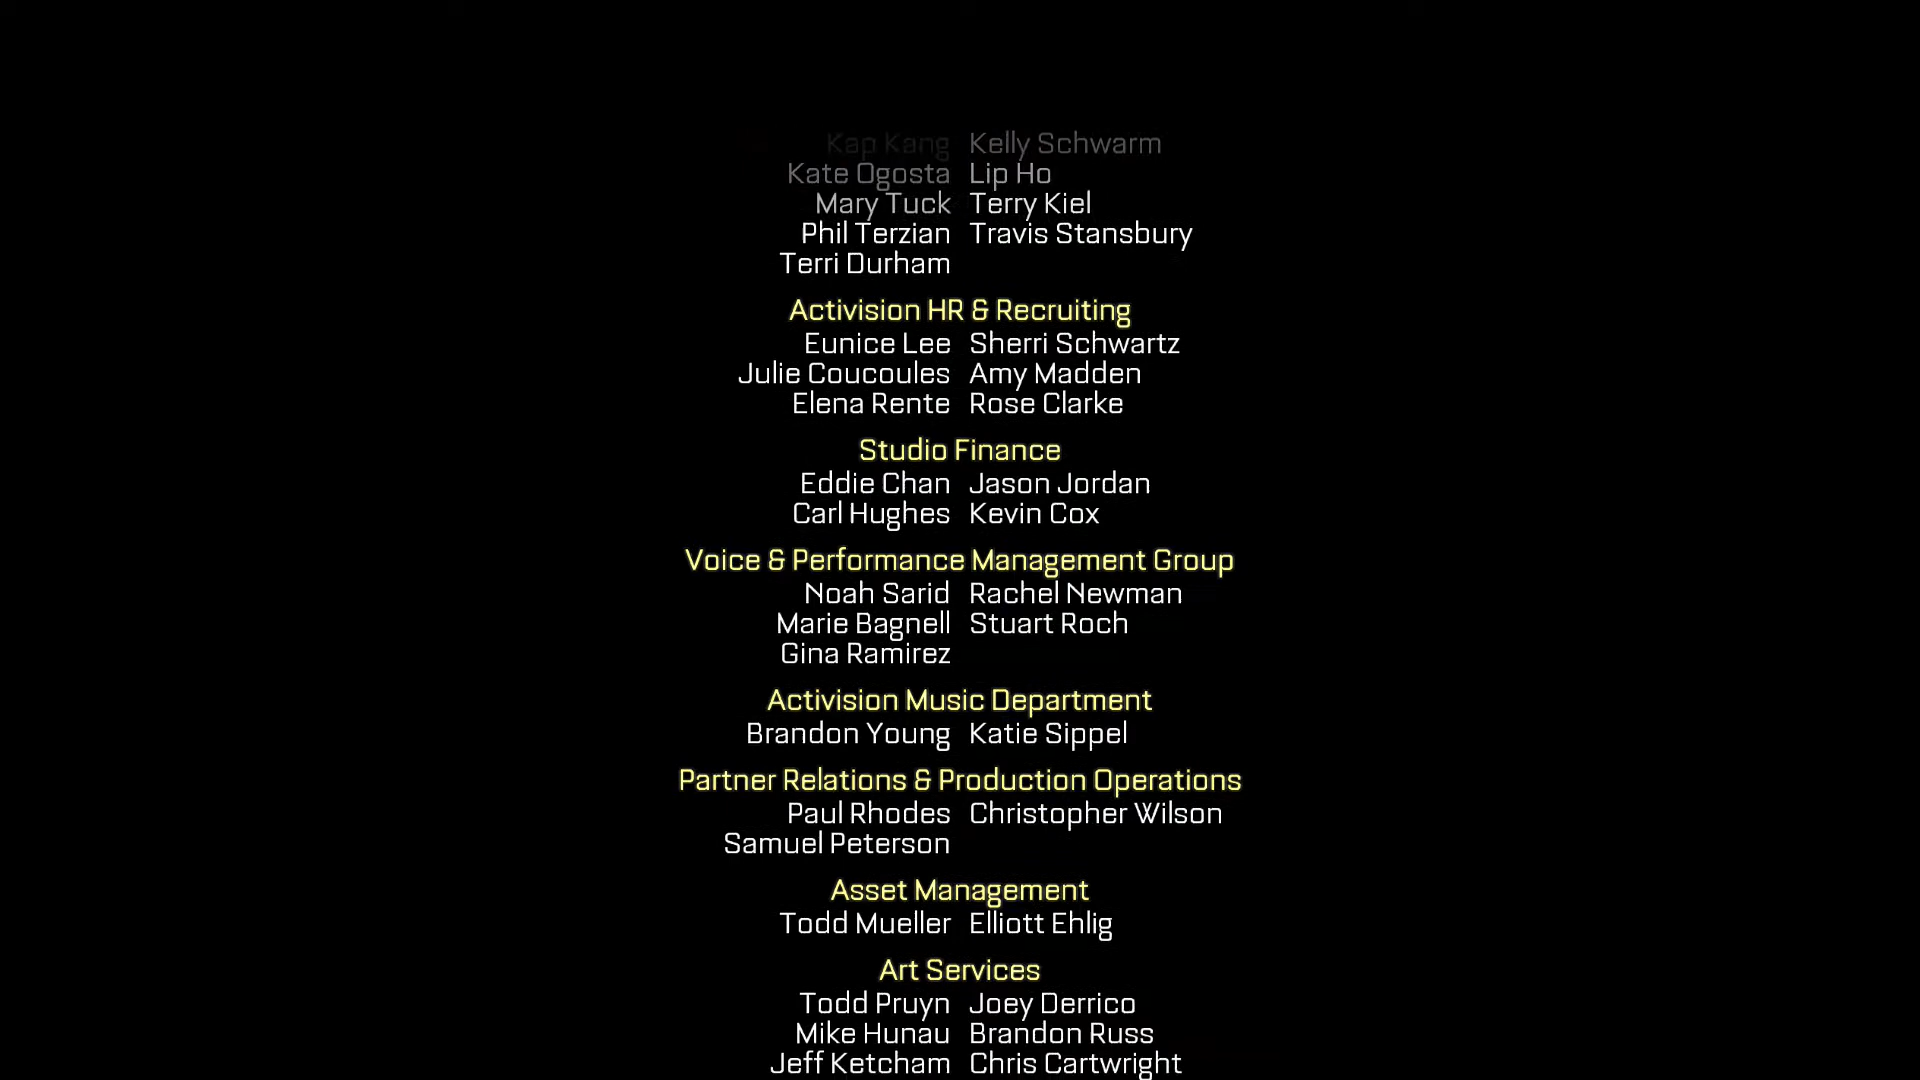 Kap Kang Kelly Schwarm
Kate Ogosta Lip Ho
Mary Tuck Terry Kiel
Phil Terzian Travis Stansbury
Terri Durham
Activision HR & Recruiting
Eunice Lee Sherri Schwartz
Julie Coucoules Amy Madden
Elena Rente Rose Clarke
Studio Finance
Eddie Chan Jason Jordan
Carl Hughes Kevin Cox
Voice & Performance Management Group
Noah Sarid Rachel Newman
Marie Bagnell Stuart Roch
Gina Ramirez
Activision Music Department
Brandon Young Katie Sippel
Partner Relations & Production Operations
Paul Rhodes Christopher Wilson
Samuel Peterson
Asset Management
Todd Mueller Elliott Ehlig
Art Services
Todd Pruyn Joey Derrico
Mike Hunau Brandon Russ
Jeff Ketcham Chris Cartwright